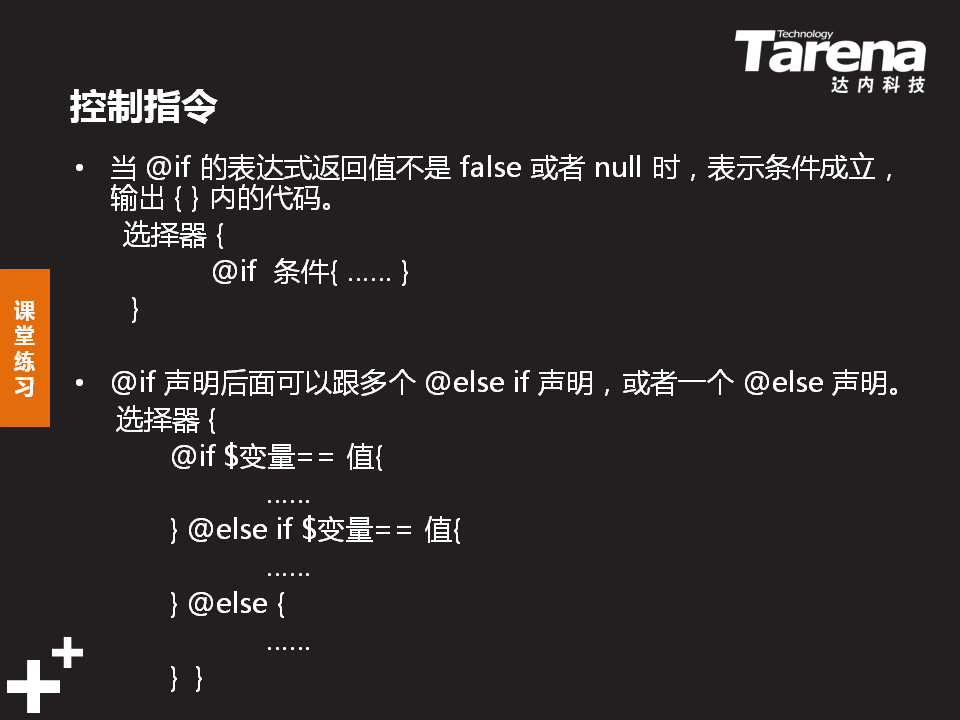 Technology
Tarena
达内科技
控制指令
• 当 @if 的表达式返回值不是 false 或者 null 时，表示条件成立，
输出 { } 内的代码。
选择器 {
@if 条件{ …… }
}
课堂练习
• @if 声明后面可以跟多个 @else if 声明，或者一个 @else 声明。
选择器 {
@if $变量== 值{
……
} @else if $变量== 值{
……
} @else {
……
} }